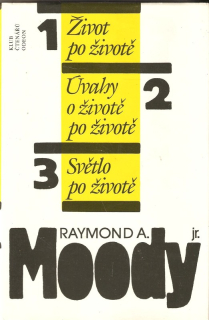 KLUB
ČTENÁŘŮ
ODEON
1 Život
po životě
Úvahy 2
o životě
po životě
3 Světlo
po životě
RAYMOND A. jr.
Moody